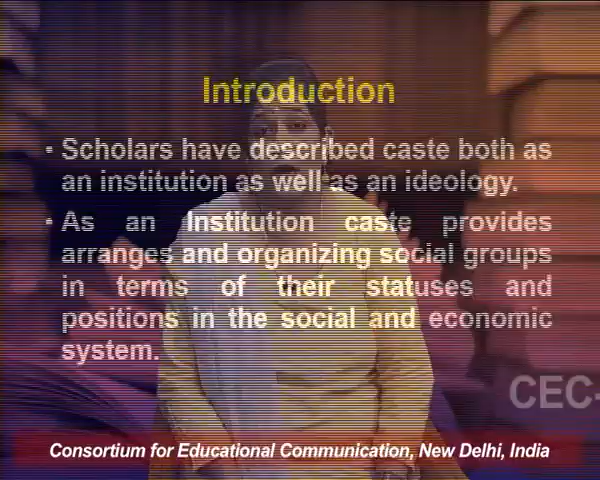 Introduction
• Scholars have described caste both as
an institution as well as an ideology.
• As an Institution caste provides
arranges and organizing social groups
in terms of their statuses and
positions in the social and economic
system.
CEC-
Consortium for Educational Communication, New Delhi, India